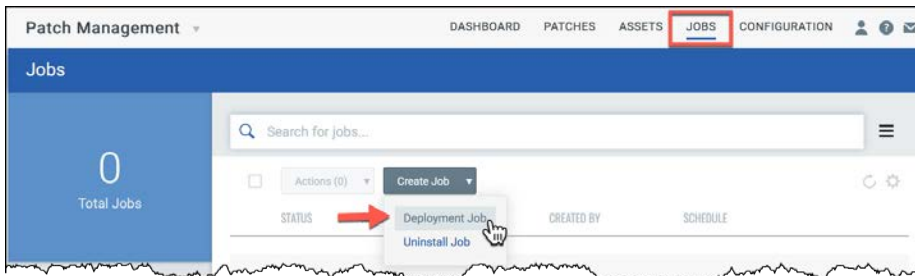 Patch Management DASHBOARD PATCHES ASSETS JOBS CONFIGURATION
Jobs
Search for jobs...
0
Total Jobs
Actions (0) Create Job
STATUS Deployment Job CREATED BY SCHEDULE
Uninstall Job